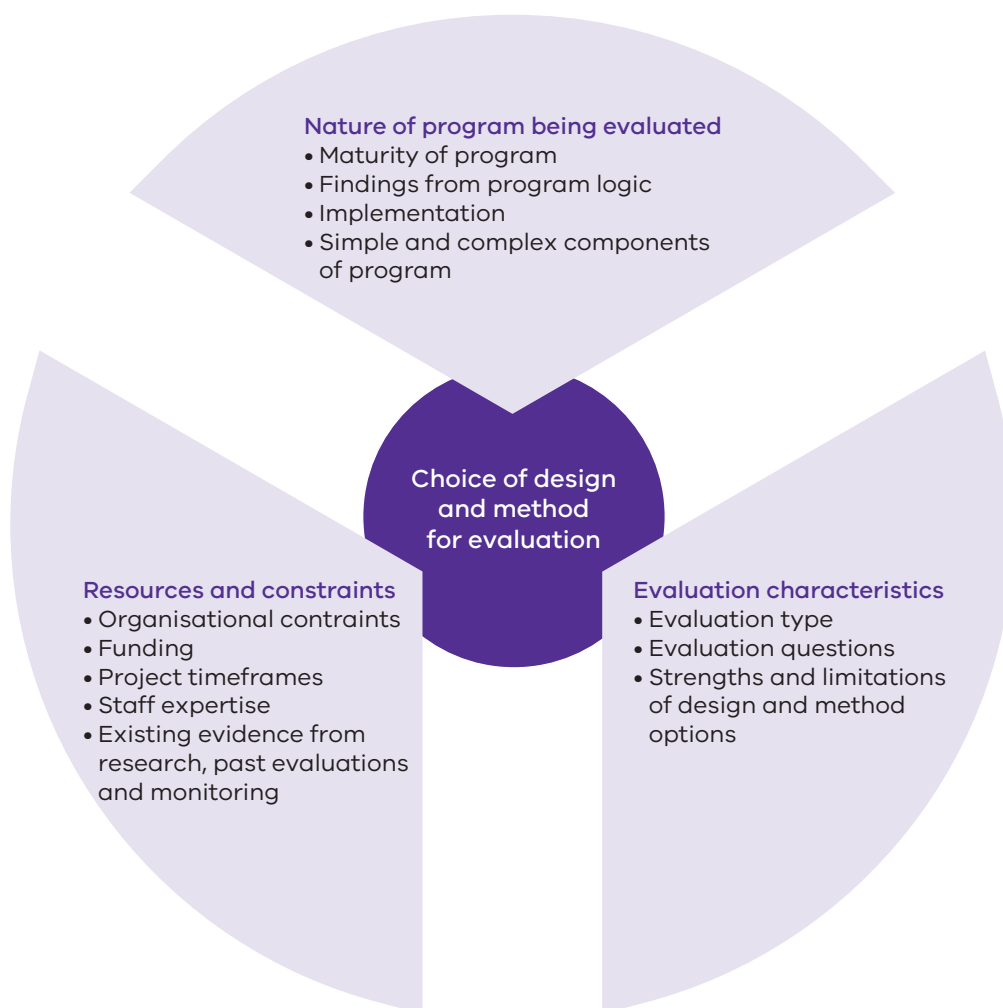 Nature of program being evaluated
• Maturity of program
• Findings from program logic
• Implementation
• Simple and complex components
of program
Choice of design
and method
for evaluation
Resources and constraints
• Organisational contraints
• Funding
• Project timeframes
• Staff expertise
• Existing evidence from
research, past evaluations
and monitoring
Evaluation characteristics
• Evaluation type
• Evaluation questions
• Strengths and limitations
of design and method
options